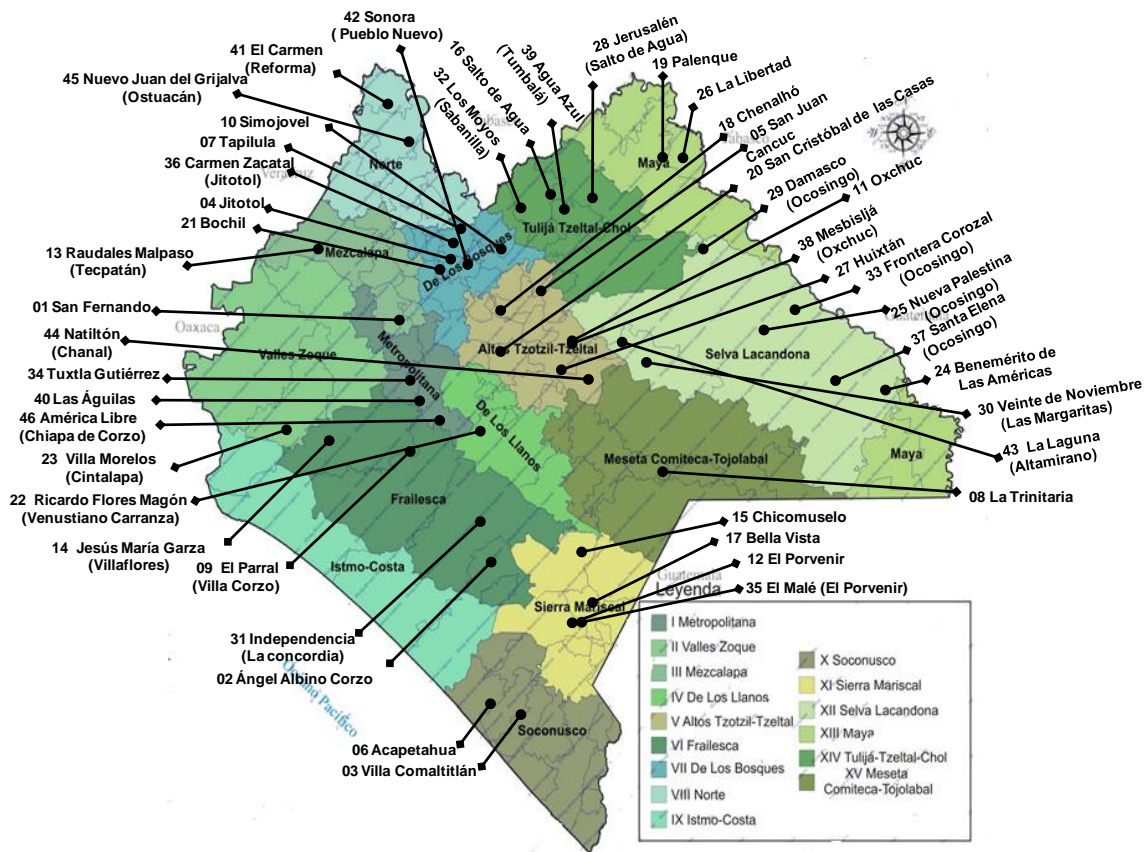 42 Sonora
(Pueblo Nuevo)
41 El Carmen
(Reforma)
45 Nuevo Juan del Grijalva
(Ostuacán)
10 Simojovel
07 Tapilula
36 Carmen Zacatal
(Jitotol)
04 Jitotol
21 Bochil
13 Raudales Malpaso
(Tecpatán)
01 San Fernando
44 Natiltón
(Chanal)
34 Tuxtla Gutiérrez
40 Las Águilas
46 América Libre
(Chiapa de Corzo)
23 Villa Morelos
(Cintalapa)
22 Ricardo Flores Magón
(Venustiano Carranza)
14 Jesús María Garza
(Villaflores)
09 El Parral
(Villa Corzo)
31 Independencia
(La concordia)
02 Ángel Albino Corzo
06 Acapetahua
03 Villa Comaltitlán
16 Salto de Agua
32 Los Moyos
(Sabanilla)
39 Agua Azul
(Tumbalá)
28 Jerusalén
(Salto de Agua)
19 Palenque
26 La Libertad
18 Chenalhó
05 San Juan
Cancuc
20 San Cristóbal de las Casas
29 Damasco
(Ocosingo)
11 Oxchuc
38 Mesbisljá
(Oxchuc)
27 Huixtán
33 Frontera Corozal
(Ocosingo)
25 Nueva Palestina
(Ocosingo)
37 Santa Elena
(Ocosingo)
24 Benemérito de
Las Américas
30 Veinte de Noviembre
(Las Margaritas)
43 La Laguna
(Altamirano)
08 La Trinitaria
15 Chicomuselo
17 Bella Vista
12 El Porvenir
35 El Malé (El Porvenir)
Norte
Veracruz
Mezcalapa
De Los Bosques
Tulijá Tzeltal-Chol
Maya
Tabasco
Oaxaca
Valles Zoque
Metropolitana
Altos Tzotzil-Tzeltal
Selva Lacandona
De Los Llanos
Meseta Comiteca-Tojolabal
Maya
Frailesca
Istmo-Costa
Sierra Mariscal
Soconusco
Océano Pacífico
Guatemala
Leyenda
I Metropolitana
II Valles Zoque
III Mezcalapa
IV De Los Llanos
V Altos Tzotzil-Tzeltal
VI Frailesca
VII De Los Bosques
VIII Norte
IX Istmo-Costa
X Soconusco
XI Sierra Mariscal
XII Selva Lacandona
XIII Maya
XIV Tulijá-Tzeltal-Chol
XV Meseta
Comiteca-Tojolabal